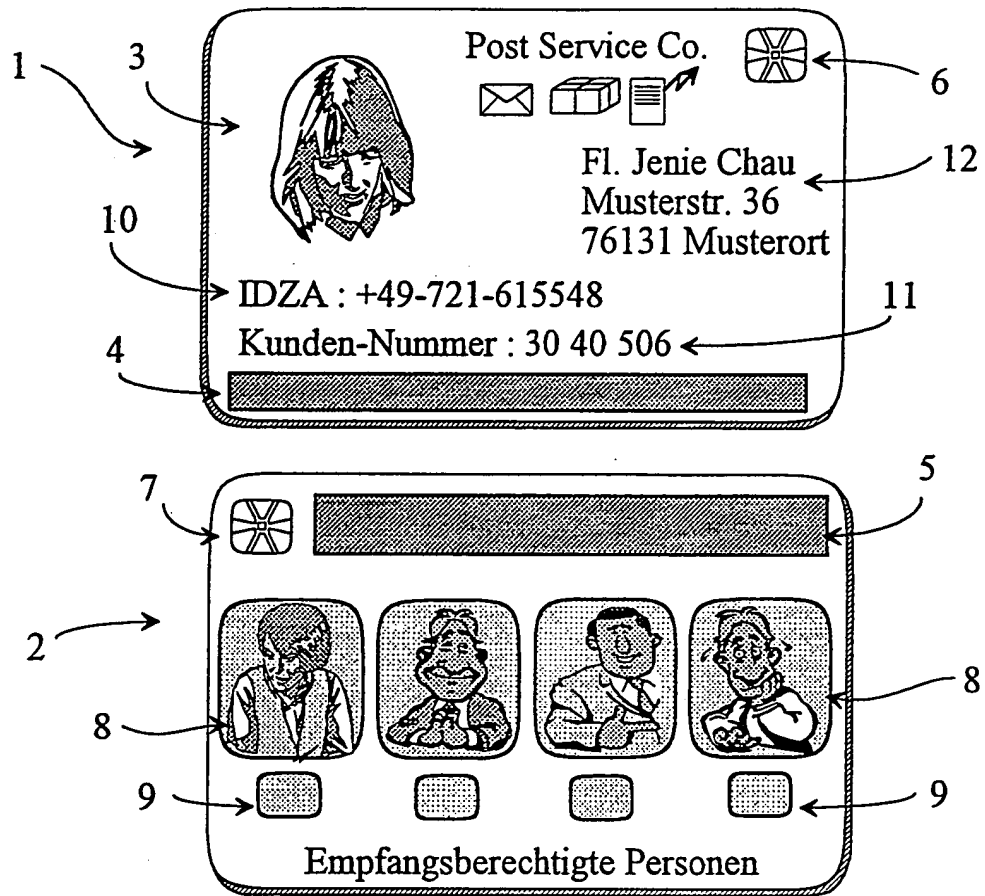 Post Service Co.
1
3
6
Fl. Jenie Chau
12
Musterstr. 36
76131 Musterort
10
IDZA : +49-721-615548
11
Kunden-Nummer : 30 40 506
4
7
5
2
8
8
9
9
Empfangsberechtigte Personen